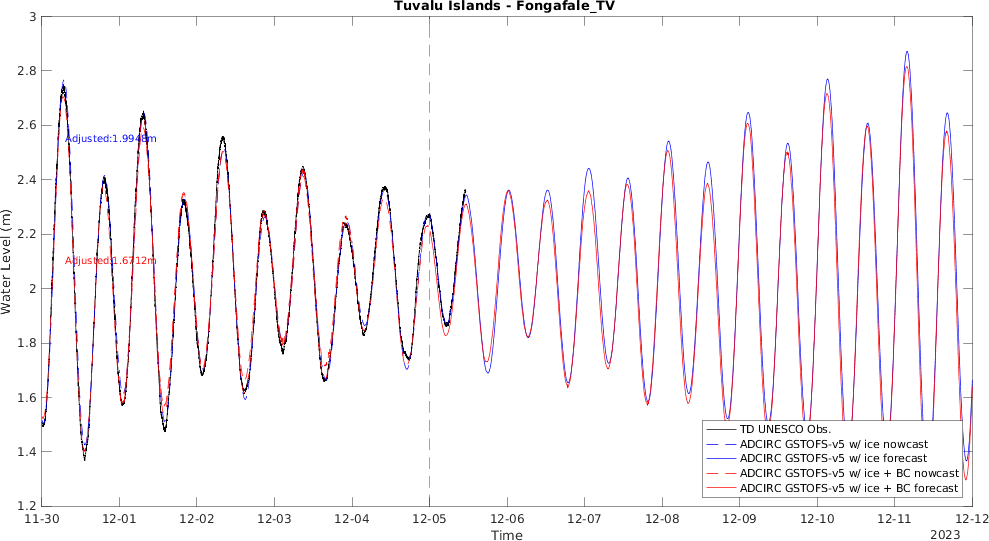 Tuvalu Islands - Fongafale_TV
3
2.8
2.6
2.4
2.2
2
1.8
1.6
1.4
1.2
Water Level (m)
Adjusted:1.9948m
Adjusted:1.6712m
TD UNESCO Obs.
ADCIRC GSTOFS-v5 w/ ice nowcast
ADCIRC GSTOFS-v5 w/ ice forecast
ADCIRC GSTOFS-v5 w/ ice + BC nowcast
ADCIRC GSTOFS-v5 w/ ice + BC forecast
11-30 12-01 12-02 12-03 12-04 12-05 12-06 12-07 12-08 12-09 12-10 12-11 12-12
Time
2023